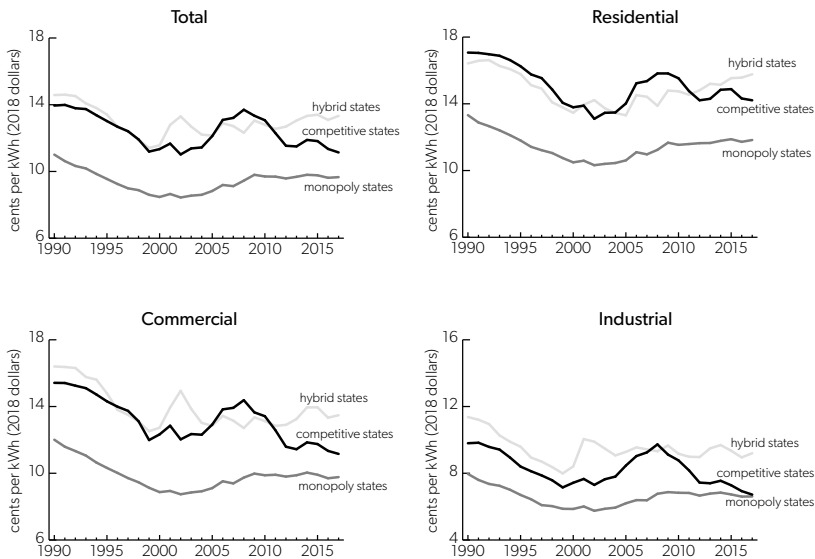 Total
cents per kWh (2018 dollars)
18
14
10
6
hybrid states
competitive states
monopoly states
1990 1995 2000 2005 2010 2015
Residential
cents per kWh (2018 dollars)
18
14
10
6
hybrid states
competitive states
monopoly states
1990 1995 2000 2005 2010 2015
Commercial
cents per kWh (2018 dollars)
18
14
10
6
hybrid states
competitive states
monopoly states
1990 1995 2000 2005 2010 2015
Industrial
cents per kWh (2018 dollars)
16
12
8
4
hybrid states
competitive states
monopoly states
1990 1995 2000 2005 2010 2015